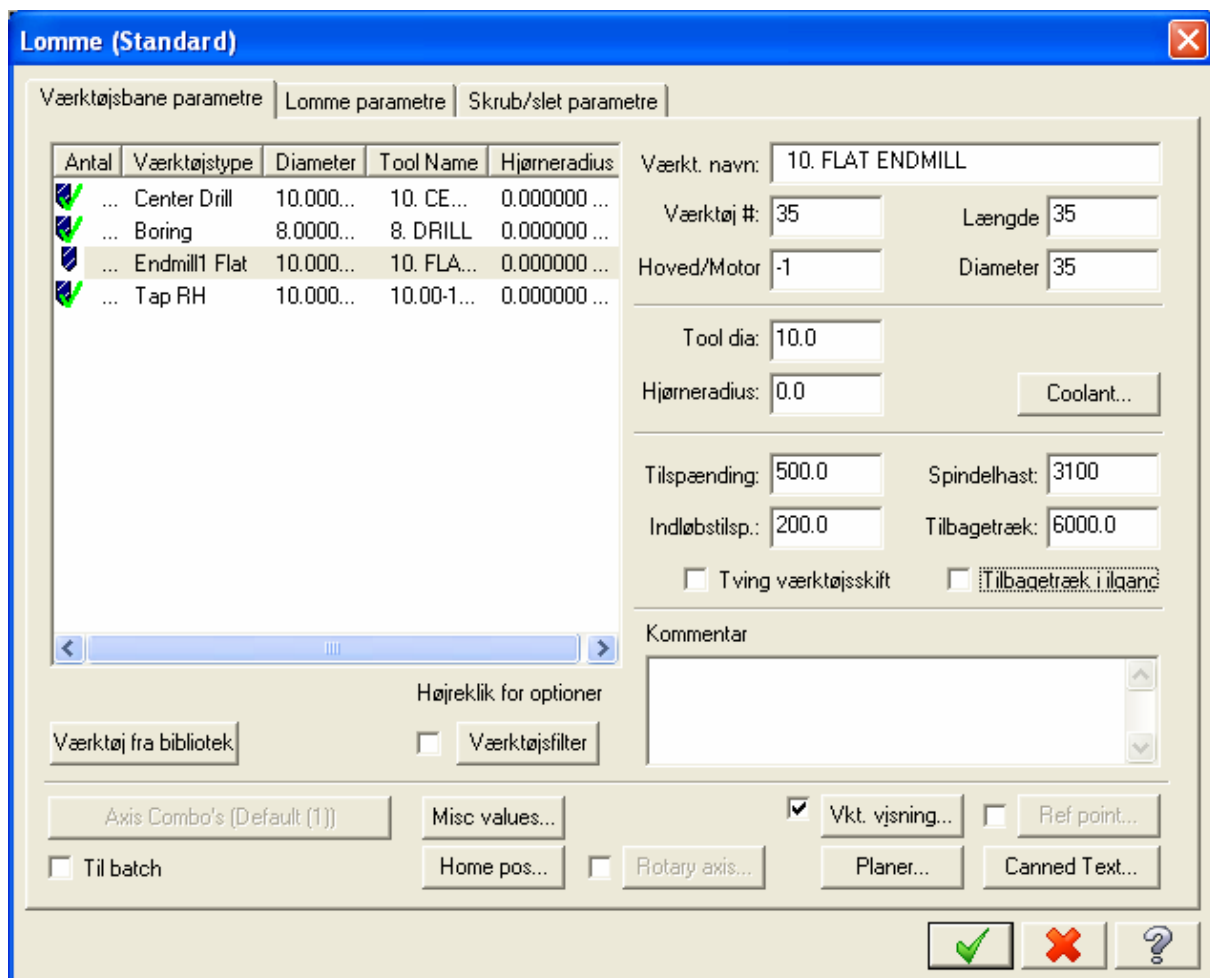 Lomme (Standard)
Værktøjsbane parametre Lomme parametre Skrub/slet parametre
Antal Værktøjstype Diameter Tool Name Hjørneradius
... Center Drill 10.000... 10. CE... 0.000000 ...
... Boring 8.0000... 8. DRILL 0.000000 ...
... Endmill1 Flat 10.000... 10. FLA... 0.000000 ...
... Tap RH 10.000... 10.00-1... 0.000000 ...
Værkt. navn: 10. FLAT ENDMILL
Værktøj #: 35 Længde 35
Hoved/Motor -1 Diameter 35
Tool dia: 10.0
Hjørneradius: 0.0 Coolant...
Tilspænding: 500.0 Spindelhast: 3100
Indløbstilsp.: 200.0 Tilbagetræk: 6000.0
Tving værktøjsskift Tilbagetræk i ilgang
Kommentar
Højreklik for optioner
Værktøj fra bibliotek Værktøjsfilter
Axis Combo's (Default (1)) Misc values... Vkt. visning... Ref point...
Til batch Home pos... Rotary axis... Planer... Canned Text...